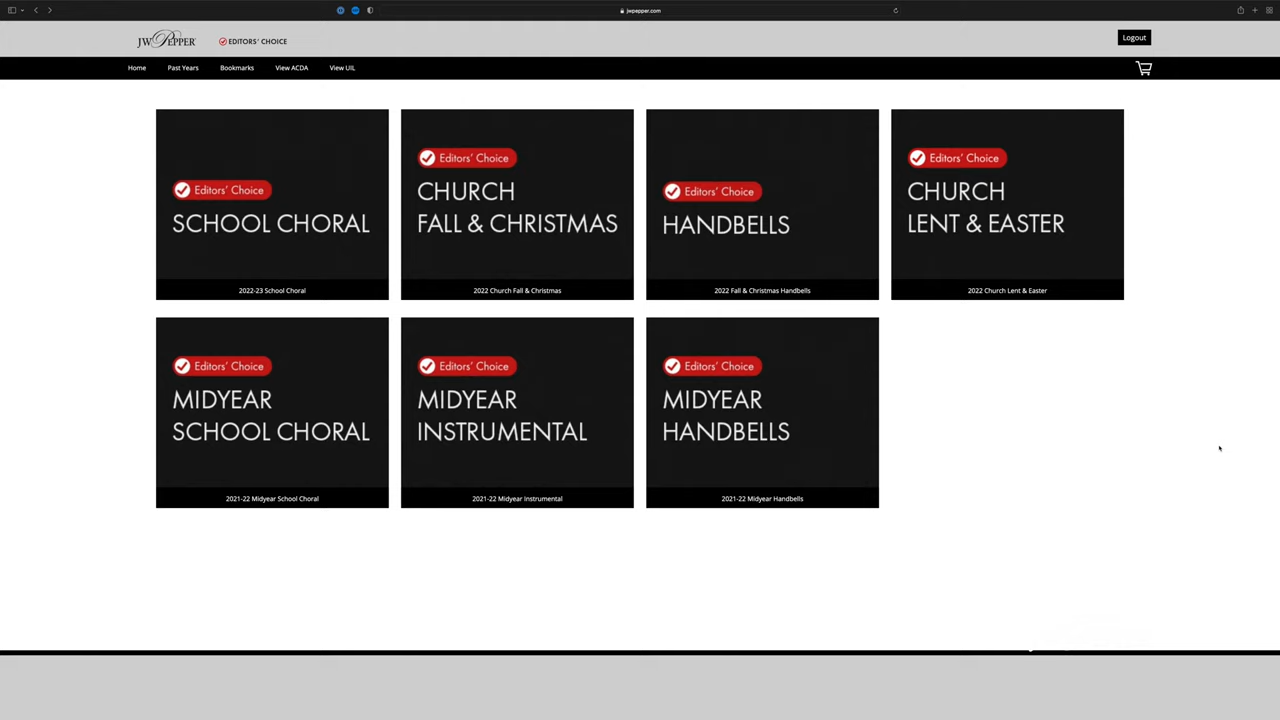 jwpepper.com
JW PEPPER
EDITORS' CHOICE
Logout
Home Past Years Bookmarks View ACDA View UIL
Editors' Choice
SCHOOL CHORAL
2022-23 School Choral
Editors' Choice
CHURCH
FALL & CHRISTMAS
2022 Church Fall & Christmas
Editors' Choice
HANDBELLS
2022 Fall & Christmas Handbells
Editors' Choice
CHURCH
LENT & EASTER
2022 Church Lent & Easter
Editors' Choice
MIDYEAR
SCHOOL CHORAL
2021-22 Midyear School Choral
Editors' Choice
MIDYEAR
INSTRUMENTAL
2021-22 Midyear Instrumental
Editors' Choice
MIDYEAR
HANDBELLS
2021-22 Midyear Handbells